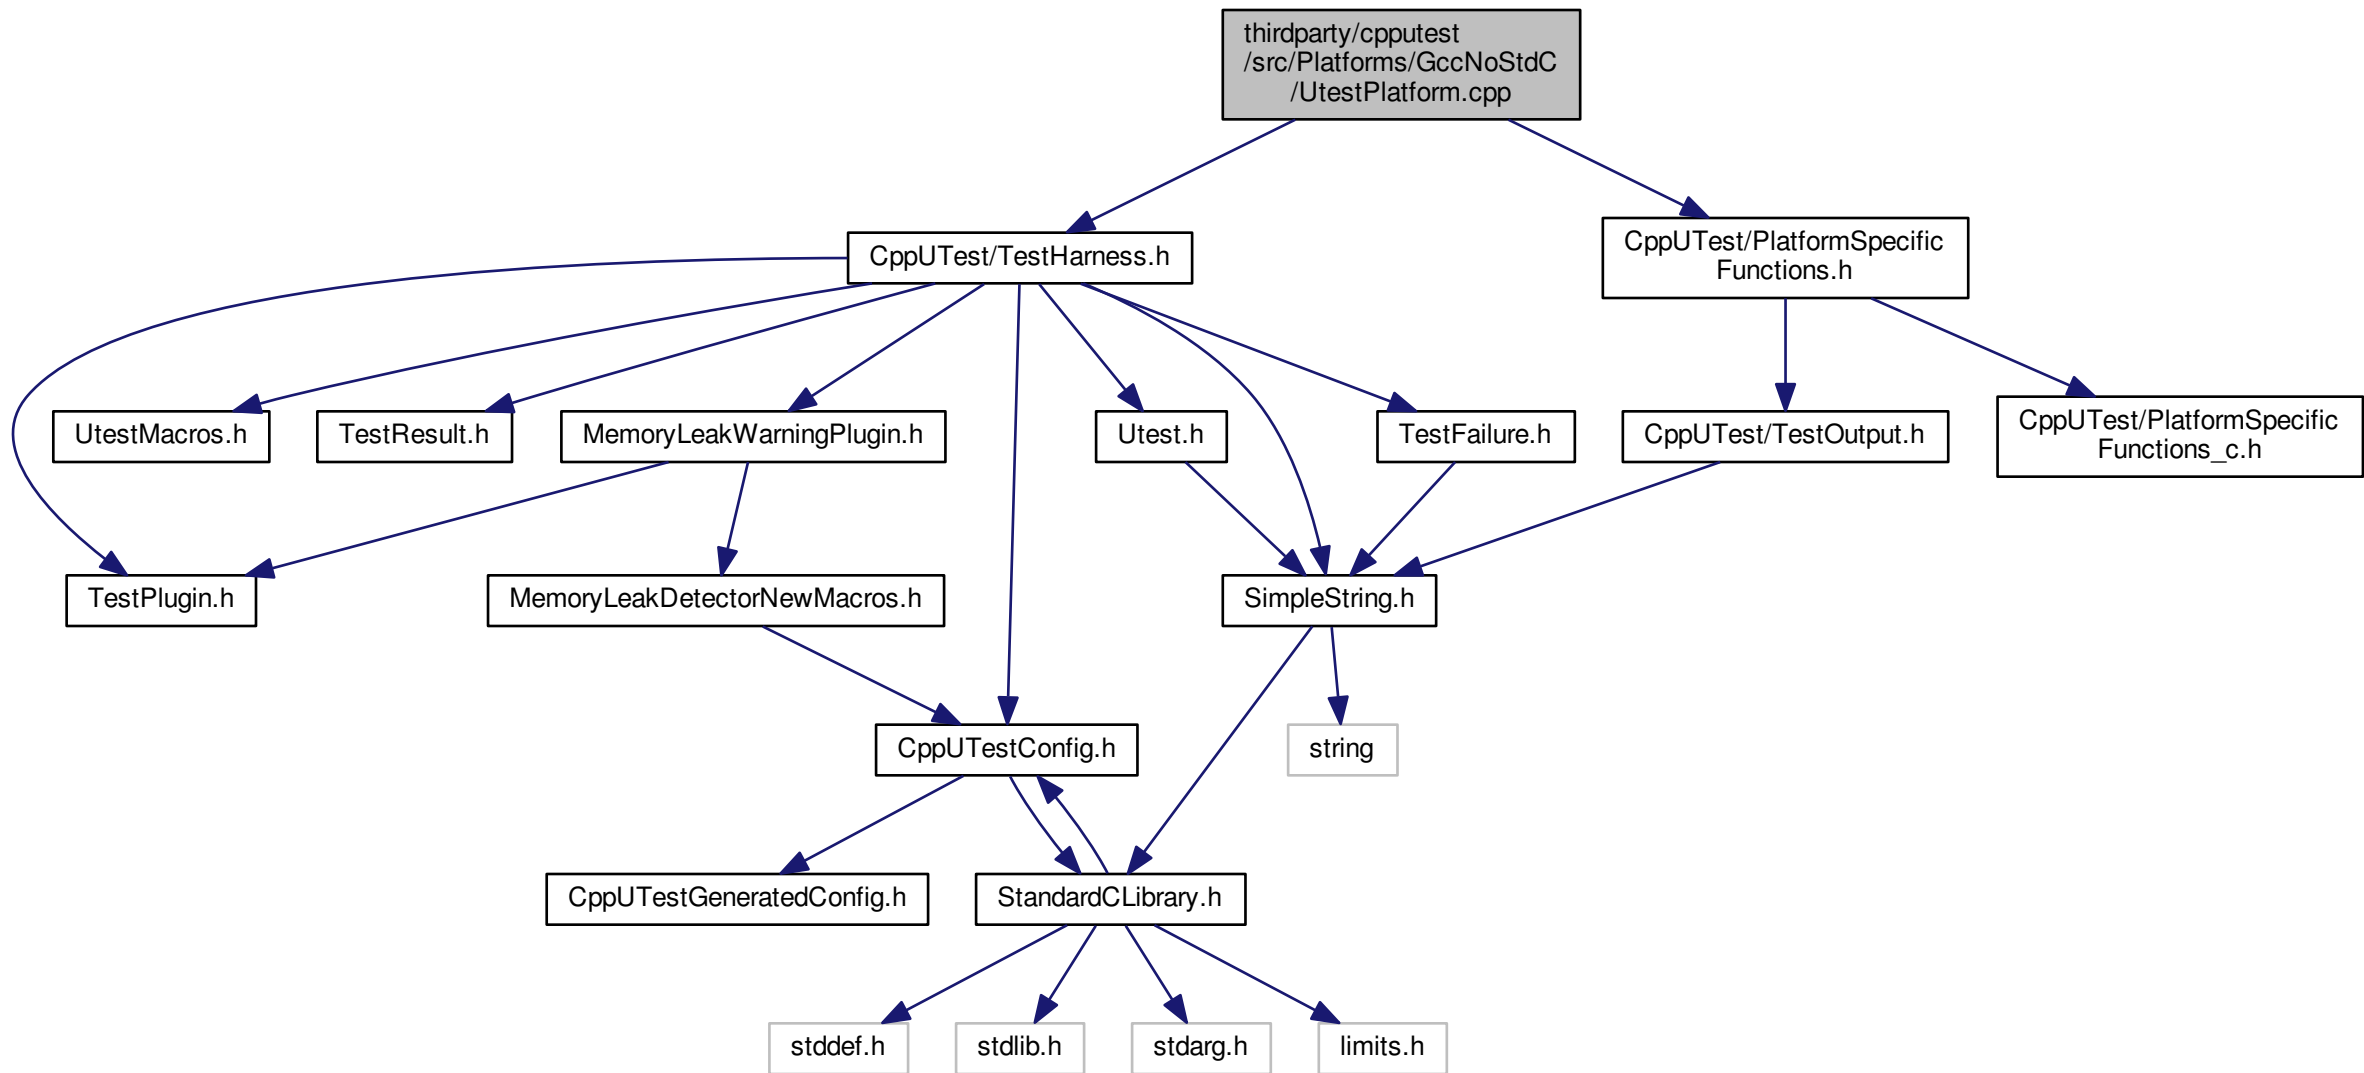 thirdparty/cpputest
/src/Platforms/GccNoStdC
/UtestPlatform.cpp
CppUTest/TestHarness.h
CppUTest/PlatformSpecific
Functions.h
UtestMacros.h
TestResult.h
MemoryLeakWarningPlugin.h
Utest.h
TestFailure.h
CppUTest/TestOutput.h
CppUTest/PlatformSpecific
Functions_c.h
TestPlugin.h
MemoryLeakDetectorNewMacros.h
SimpleString.h
CppUTestConfig.h
string
CppUTestGeneratedConfig.h
StandardCLibrary.h
stddef.h
stdlib.h
stdarg.h
limits.h